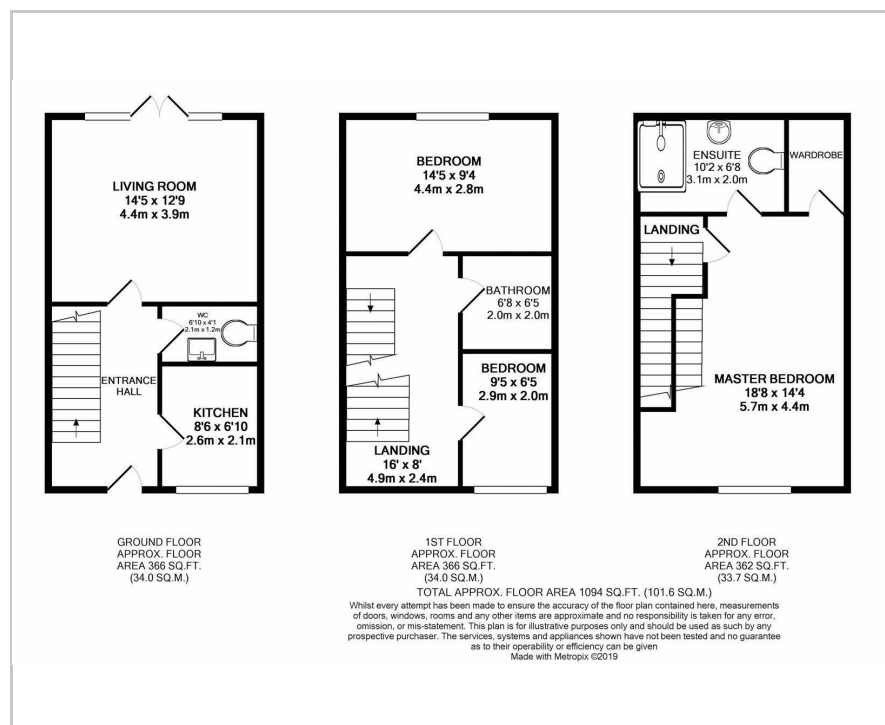 LIVING ROOM
14'5 x 12'9
4.4m x 3.9m
WC
6'10 x 4'1
2.1m x 1.2m
ENTRANCE
HALL
KITCHEN
8'6 x 6'10
2.6m x 2.1m
GROUND FLOOR
APPROX. FLOOR
AREA 366 SQ.FT.
(34.0 SQ.M.)
BEDROOM
14'5 x 9'4
4.4m x 2.8m
BATHROOM
6'8 x 6'5
2.0m x 2.0m
BEDROOM
9'5 x 6'5
2.9m x 2.0m
LANDING
16' x 8'
4.9m x 2.4m
1ST FLOOR
APPROX. FLOOR
AREA 366 SQ.FT.
(34.0 SQ.M.)
ENSUITE
10'2 x 6'8
3.1m x 2.0m
WARDROBE
LANDING
MASTER BEDROOM
18'8 x 14'4
5.7m x 4.4m
2ND FLOOR
APPROX. FLOOR
AREA 362 SQ.FT.
(33.7 SQ.M.)
TOTAL APPROX. FLOOR AREA 1094 SQ.FT. (101.6 SQ.M.)
Whilst every attempt has been made to ensure the accuracy of the floor plan contained here, measurements
of doors, windows, rooms and any other items are approximate and no responsibility is taken for any error,
omission, or mis-statement. This plan is for illustrative purposes only and should be used as such by any
prospective purchaser. The services, systems and appliances shown have not been tested and no guarantee
as to their operability or efficiency can be given
Made with Metropix ©2019